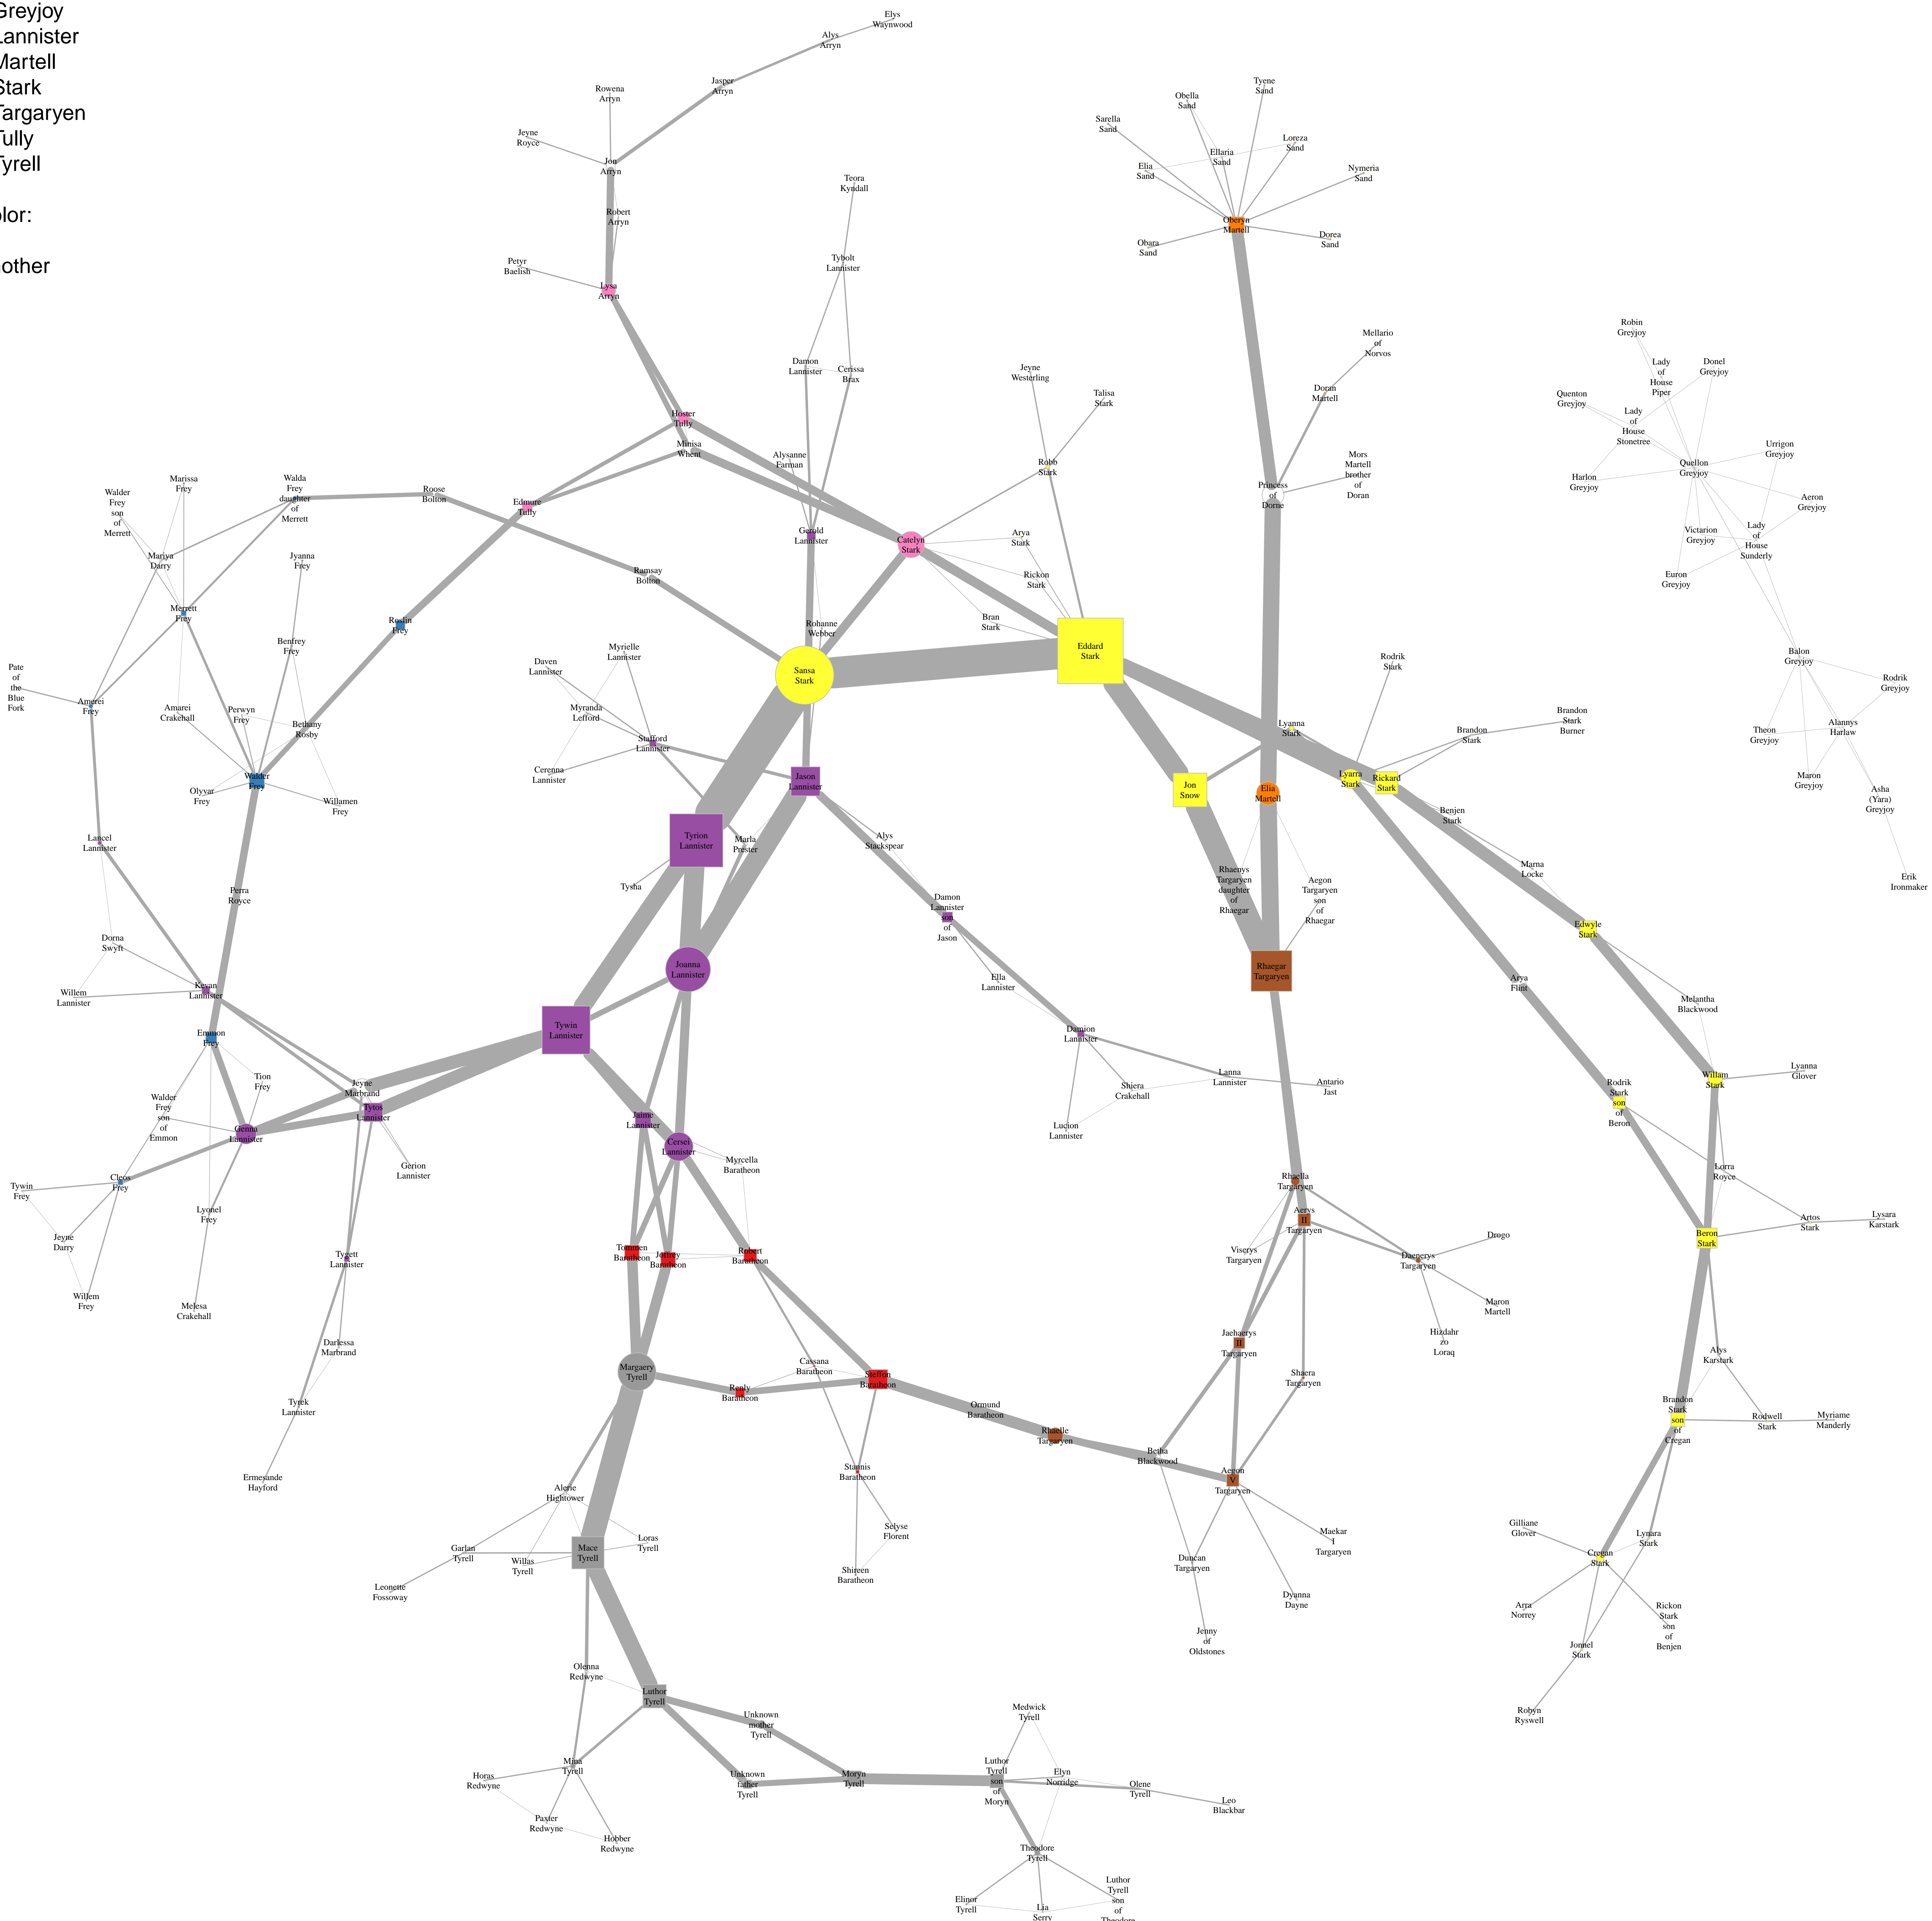 Greyjoy
Lannister
Martell
Stark
Targaryen
Tully
Tyrell
olor:
other
Elys
Waynwood
Alys
Arryn
Jasper
Arryn
Rowena
Arryn
Jeyne
Royce
Jon
Arryn
Robert
Arryn
Petyr
Baelish
Lysa
Arryn
Teora
Kyndall
Tybolt
Lannister
Damon
Lannister
Cerissa
Brax
Tyene
Sand
Obella
Sand
Sarella
Sand
Loreza
Sand
Ellaria
Sand
Elia
Sand
Nymeria
Sand
Oberyn
Martell
Obara
Sand
Dorea
Sand
Mellario
of
Norvos
Doran
Martell
Mors
Martell
brother
of
Doran
Princess
of
Dorne
Robin
Greyjoy
Lady
of
House
Piper
Donel
Greyjoy
Quenton
Greyjoy
Lady
of
House
Stonetree
Urrigon
Greyjoy
Quellon
Greyjoy
Harlon
Greyjoy
Aeron
Greyjoy
Victarion
Greyjoy
Lady
of
House
Sunderly
Euron
Greyjoy
Balon
Greyjoy
Rodrik
Greyjoy
Alannys
Harlaw
Theon
Greyjoy
Maron
Greyjoy
Asha
(Yara)
Greyjoy
Erik
Ironmaker
Jeyne
Westerling
Talisa
Stark
Robb
Stark
Hoster
Tully
Minisa
Whent
Alysanne
Farman
Edmure
Tully
Gerold
Lannister
Catelyn
Stark
Arya
Stark
Rickon
Stark
Bran
Stark
Marissa
Frey
Walda
Frey
daughter
of
Merrett
Walder
Frey
son
of
Merrett
Roose
Bolton
Mariya
Darry
Jyanna
Frey
Ramsay
Bolton
Merrett
Frey
Roslin
Frey
Rohanne
Webber
Benfrey
Frey
Myrielle
Lannister
Daven
Lannister
Sansa
Stark
Eddard
Stark
Rodrik
Stark
Pate
of
the
Blue
Fork
Amerei
Frey
Amarei
Crakehall
Perwyn
Frey
Bethany
Rosby
Myranda
Lefford
Stafford
Lannister
Lyanna
Stark
Brandon
Stark
Brandon
Stark
Burner
Cerenna
Lannister
Walder
Frey
Olyvar
Frey
Willamen
Frey
Jason
Lannister
Jon
Snow
Elia
Martell
Lyarra
Stark
Rickard
Stark
Benjen
Stark
Lancel
Lannister
Tyrion
Lannister
Marla
Prester
Alys
Stackspear
Marna
Locke
Tysha
Perra
Royce
Rhaenys
Targaryen
daughter
of
Rhaegar
Aegon
Targaryen
son
of
Rhaegar
Damon
Lannister
son
of
Jason
Edwyle
Stark
Dorna
Swyft
Joanna
Lannister
Rhaegar
Targaryen
Ella
Lannister
Arya
Flint
Willem
Lannister
Kevan
Lannister
Melantha
Blackwood
Tywin
Lannister
Damion
Lannister
Emmon
Frey
Tion
Frey
Jeyne
Marbrand
Tytos
Lannister
Lanna
Lannister
Antario
Jast
Shiera
Crakehall
Lyanna
Glover
Willam
Stark
Rodrik
Stark
son
of
Beron
Walder
Frey
son
of
Emmon
Genna
Lannister
Jaime
Lannister
Cersei
Lannister
Lucion
Lannister
Gerion
Lannister
Myrcella
Baratheon
Lorra
Royce
Tywin
Frey
Cleos
Frey
Rhaella
Targaryen
Lyonel
Frey
Aerys
II
Targaryen
Artos
Stark
Lysara
Karstark
Beron
Stark
Jeyne
Darry
Drogo
Viserys
Targaryen
Daenerys
Targaryen
Tommen
Baratheon
Joffrey
Baratheon
Robert
Baratheon
Tygett
Lannister
Willem
Frey
Melesa
Crakehall
Maron
Martell
Hizdahr
zo
Loraq
Jaehaerys
II
Targaryen
Darlessa
Marbrand
Margaery
Tyrell
Cassana
Baratheon
Steffon
Baratheon
Renly
Baratheon
Shaera
Targaryen
Alys
Karstark
Tyrek
Lannister
Ormund
Baratheon
Rhaelle
Targaryen
Brandon
Stark
son
of
Cregan
Rodwell
Stark
Myriame
Manderly
Betha
Blackwood
Aegon
V
Targaryen
Ermesande
Hayford
Stannis
Baratheon
Alerie
Hightower
Selyse
Florent
Maekar
I
Targaryen
Gilliane
Glover
Lynara
Stark
Garlan
Tyrell
Willas
Tyrell
Mace
Tyrell
Loras
Tyrell
Shireen
Baratheon
Duncan
Targaryen
Cregan
Stark
Leonette
Fossoway
Dyanna
Dayne
Arra
Norrey
Rickon
Stark
son
of
Benjen
Jenny
of
Oldstones
Jonnel
Stark
Olenna
Redwyne
Luthor
Tyrell
Robyn
Ryswell
Unknown
mother
Tyrell
Medwick
Tyrell
Mina
Tyrell
Horas
Redwyne
Unknown
father
Tyrell
Moryn
Tyrell
Luthor
Tyrell
son
of
Moryn
Elyn
Norridge
Olene
Tyrell
Leo
Blackbar
Paxter
Redwyne
Hobber
Redwyne
Theodore
Tyrell
Elinor
Tyrell
Lia
Serry
Luthor
Tyrell
son
of
Theodore